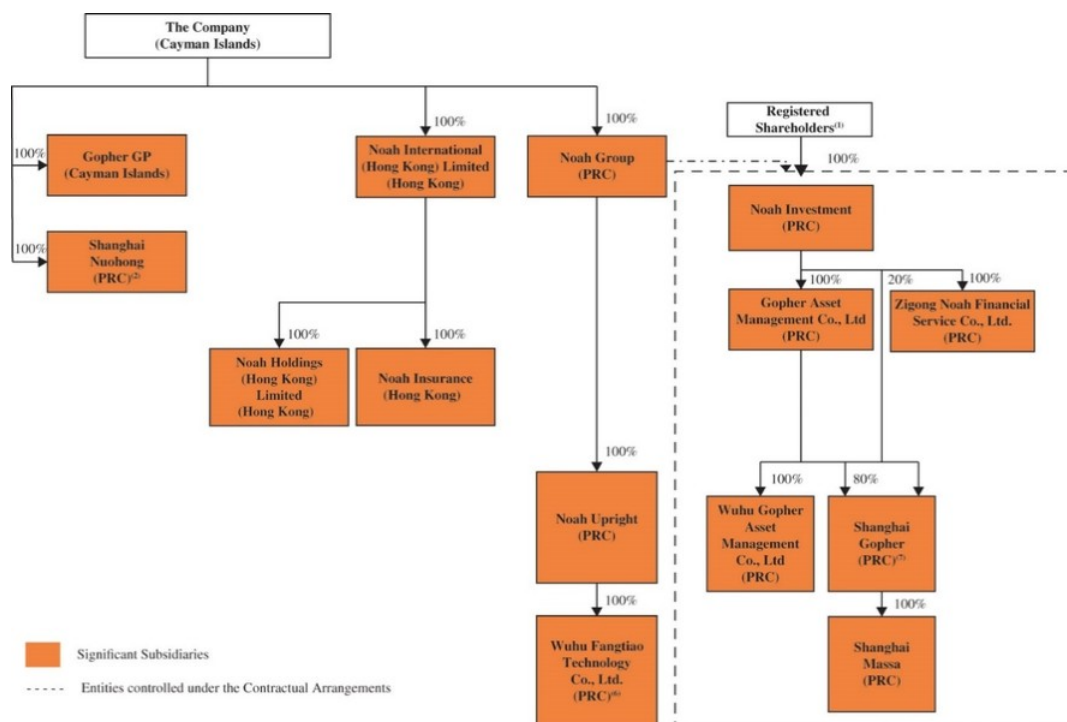 The Company
(Cayman Islands)
100%
Gopher GP
(Cayman Islands)
100%
Shanghai
Nuohong
(PRC)(2)
100%
Noah International
(Hong Kong) Limited
(Hong Kong)
100%
Noah Group
(PRC)
Registered
Shareholders(1)
100%
Noah Investment
(PRC)
100%
Noah Holdings
(Hong Kong)
Limited
(Hong Kong)
100%
Noah Insurance
(Hong Kong)
100%
Gopher Asset
Management Co., Ltd
(PRC)
20%
100%
Zigong Noah Financial
Service Co., Ltd.
(PRC)
100%
Noah Upright
(PRC)
100%
Wuhu Fangtiao
Technology
Co., Ltd.
(PRC)(6)
100%
Wuhu Gopher
Asset
Management
Co., Ltd
(PRC)
80%
Shanghai
Gopher
(PRC)(7)
100%
Shanghai
Massa
(PRC)
Significant Subsidiaries
Entities controlled under the Contractual Arrangements